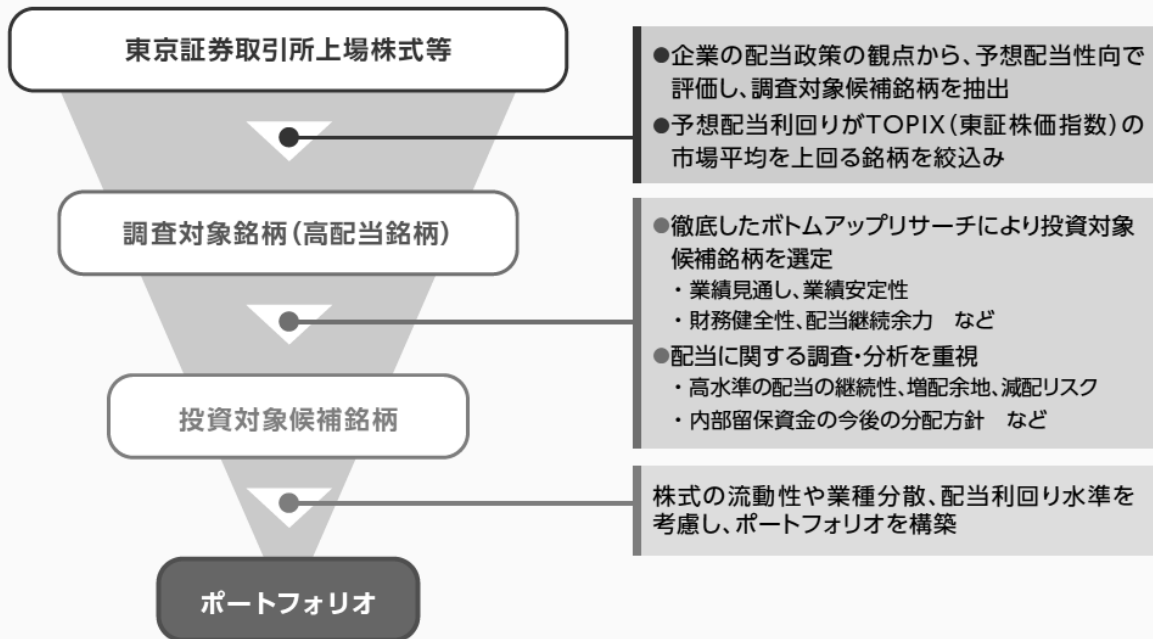 東京証券取引所上場株式等
●企業の配当政策の観点から、予想配当性向で
評価し、調査対象候補銘柄を抽出
●予想配当利回りがTOPIX(東証株価指数)の
市場平均を上回る銘柄を絞込み
調査対象銘柄(高配当銘柄)
●徹底したボトムアップリサーチにより投資対象
候補銘柄を選定
・業績見通し、業績安定性
・財務健全性、配当継続余力 など
●配当に関する調査・分析を重視
・高水準の配当の継続性、増配余地、減配リスク
・内部留保資金の今後の分配方針 など
投資対象候補銘柄
株式の流動性や業種分散、配当利回り水準を
考慮し、ポートフォリオを構築
ポートフォリオ